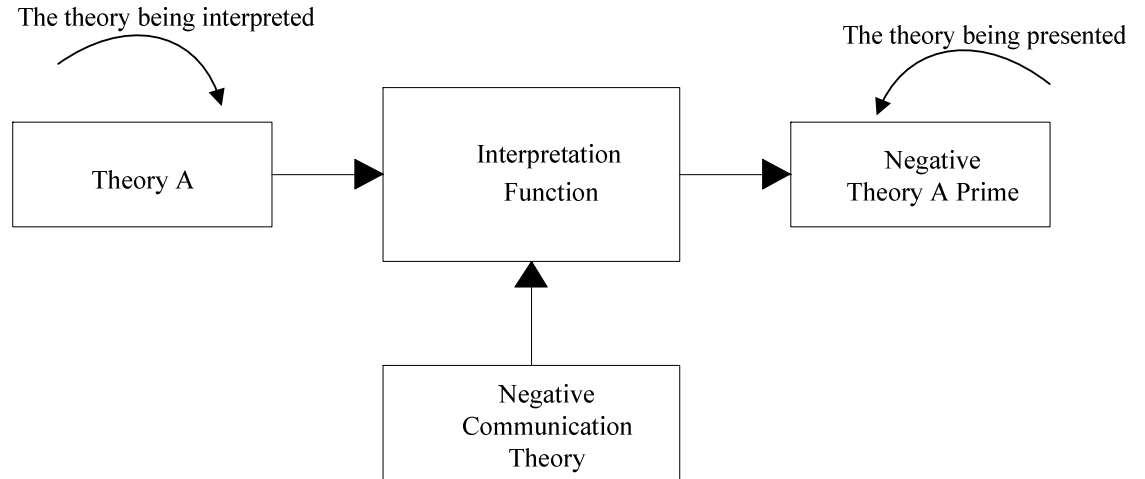 The theory being interpreted
The theory being presented
Theory A
Interpretation
Function
Negative
Theory A Prime
Negative
Communication
Theory